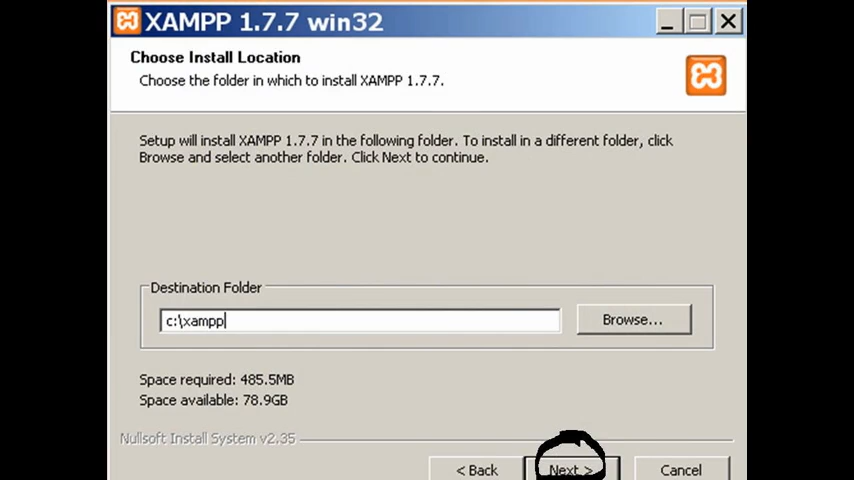 XAMPP 1.7.7 win32
Choose Install Location
Choose the folder in which to install XAMPP 1.7.7.
Setup will install XAMPP 1.7.7 in the following folder. To install in a different folder, click
Browse and select another folder. Click Next to continue.
Destination Folder
c:\xampp
Browse...
Space required: 485.5MB
Space available: 78.9GB
Nullsoft Install System v2.35
< Back
Next >
Cancel